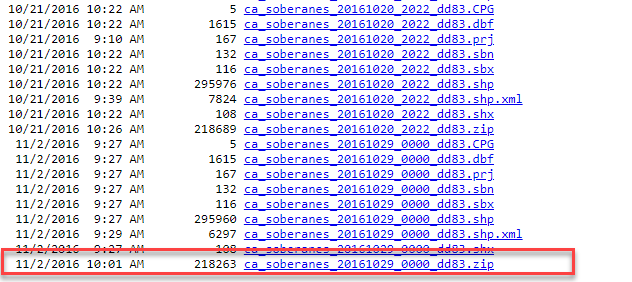 10/21/2016 10:22 AM 5 ca_soberanes_20161020_2022_dd83.CPG
10/21/2016 10:22 AM 1615 ca_soberanes_20161020_2022_dd83.dbf
10/21/2016 9:10 AM 167 ca_soberanes_20161020_2022_dd83.prj
10/21/2016 10:22 AM 132 ca_soberanes_20161020_2022_dd83.sbn
10/21/2016 10:22 AM 116 ca_soberanes_20161020_2022_dd83.sbx
10/21/2016 10:22 AM 295976 ca_soberanes_20161020_2022_dd83.shp
10/21/2016 9:39 AM 7824 ca_soberanes_20161020_2022_dd83.shp.xml
10/21/2016 10:22 AM 108 ca_soberanes_20161020_2022_dd83.shx
10/21/2016 10:26 AM 218689 ca_soberanes_20161020_2022_dd83.zip
11/2/2016 9:27 AM 5 ca_soberanes_20161029_0000_dd83.CPG
11/2/2016 9:27 AM 1615 ca_soberanes_20161029_0000_dd83.dbf
11/2/2016 9:27 AM 167 ca_soberanes_20161029_0000_dd83.prj
11/2/2016 9:27 AM 132 ca_soberanes_20161029_0000_dd83.sbn
11/2/2016 9:27 AM 116 ca_soberanes_20161029_0000_dd83.sbx
11/2/2016 9:27 AM 295960 ca_soberanes_20161029_0000_dd83.shp
11/2/2016 9:29 AM 6297 ca_soberanes_20161029_0000_dd83.shp.xml
11/2/2016 9:27 AM 108 ca_soberanes_20161029_0000_dd83.shx
11/2/2016 10:01 AM 218263 ca_soberanes_20161029_0000_dd83.zip